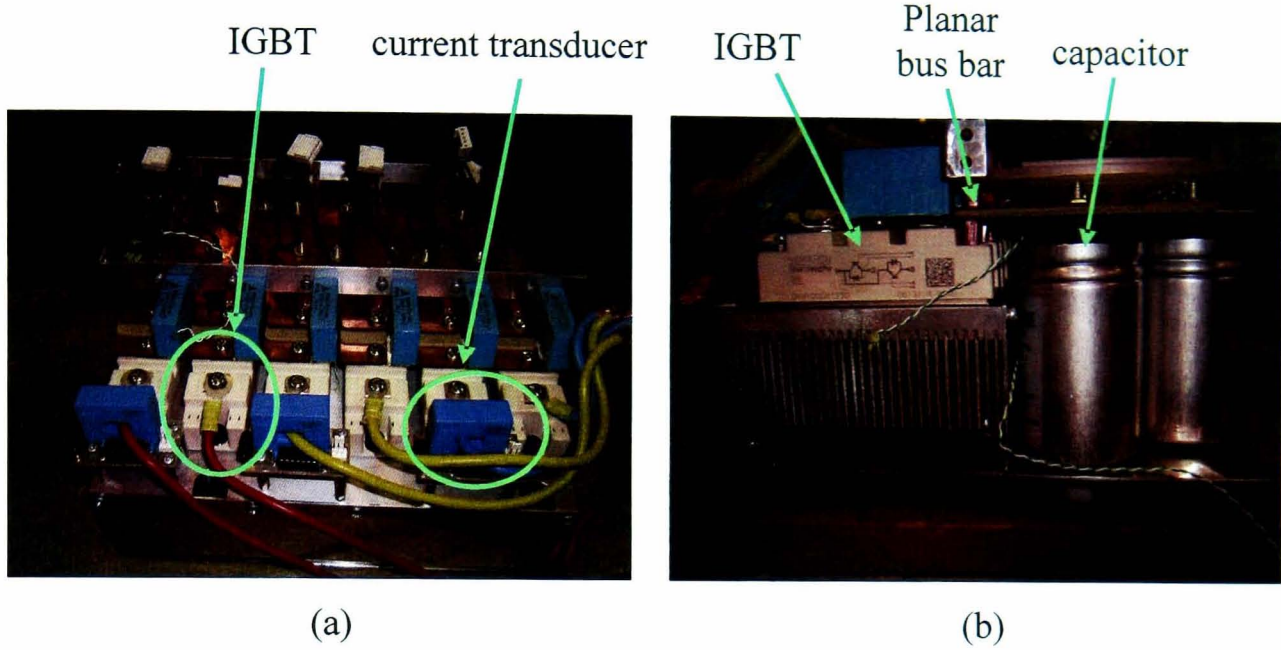 IGBT
current transducer
IGBT
Planar
bus bar
capacitor
(a)
(b)